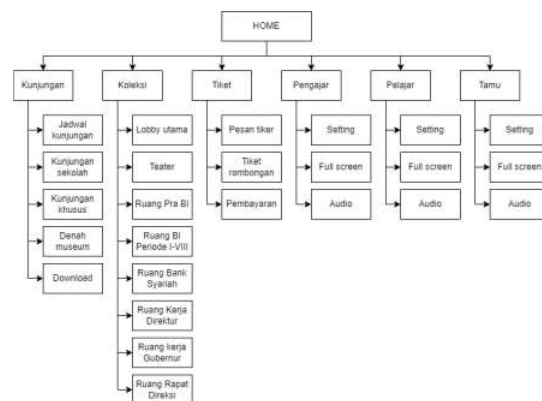 HOME
Kunjungan
Koleksi
Tiket
Pengajar
Pelajar
Tamu
Jadwal
kunjungan
Kunjungan
sekolah
Kunjungan
khusus
Denah
museum
Download
Lobby utama
Teater
Ruang Pra BI
Ruang BI
Periode I-VIII
Ruang Bank
Syariah
Ruang Kerja
Direktur
Ruang kerja
Gubernur
Ruang Rapat
Direksi
Pesan tiker
Tiket
rombongan
Pembayaran
Setting
Full screen
Audio
Setting
Full screen
Audio
Setting
Full screen
Audio